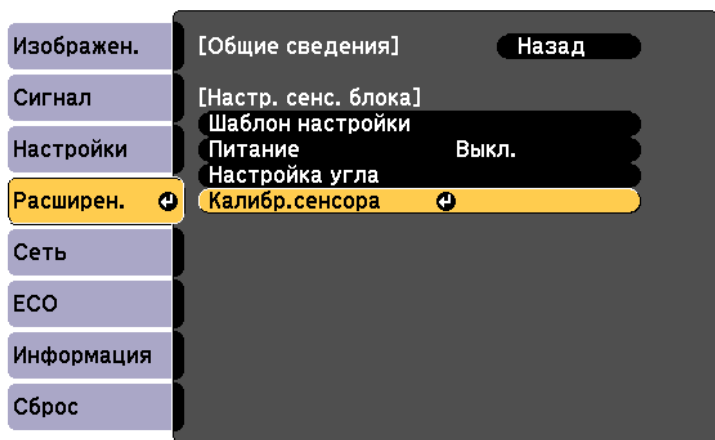 Изображен.
Сигнал
Настройки
Расширен.
Сеть
ECO
Информация
Сброс
[Общие сведения] Назад
[Настр. сенс. блока]
Шаблон настройки
Питание Выкл.
Настройка угла
Калибр.сенсора